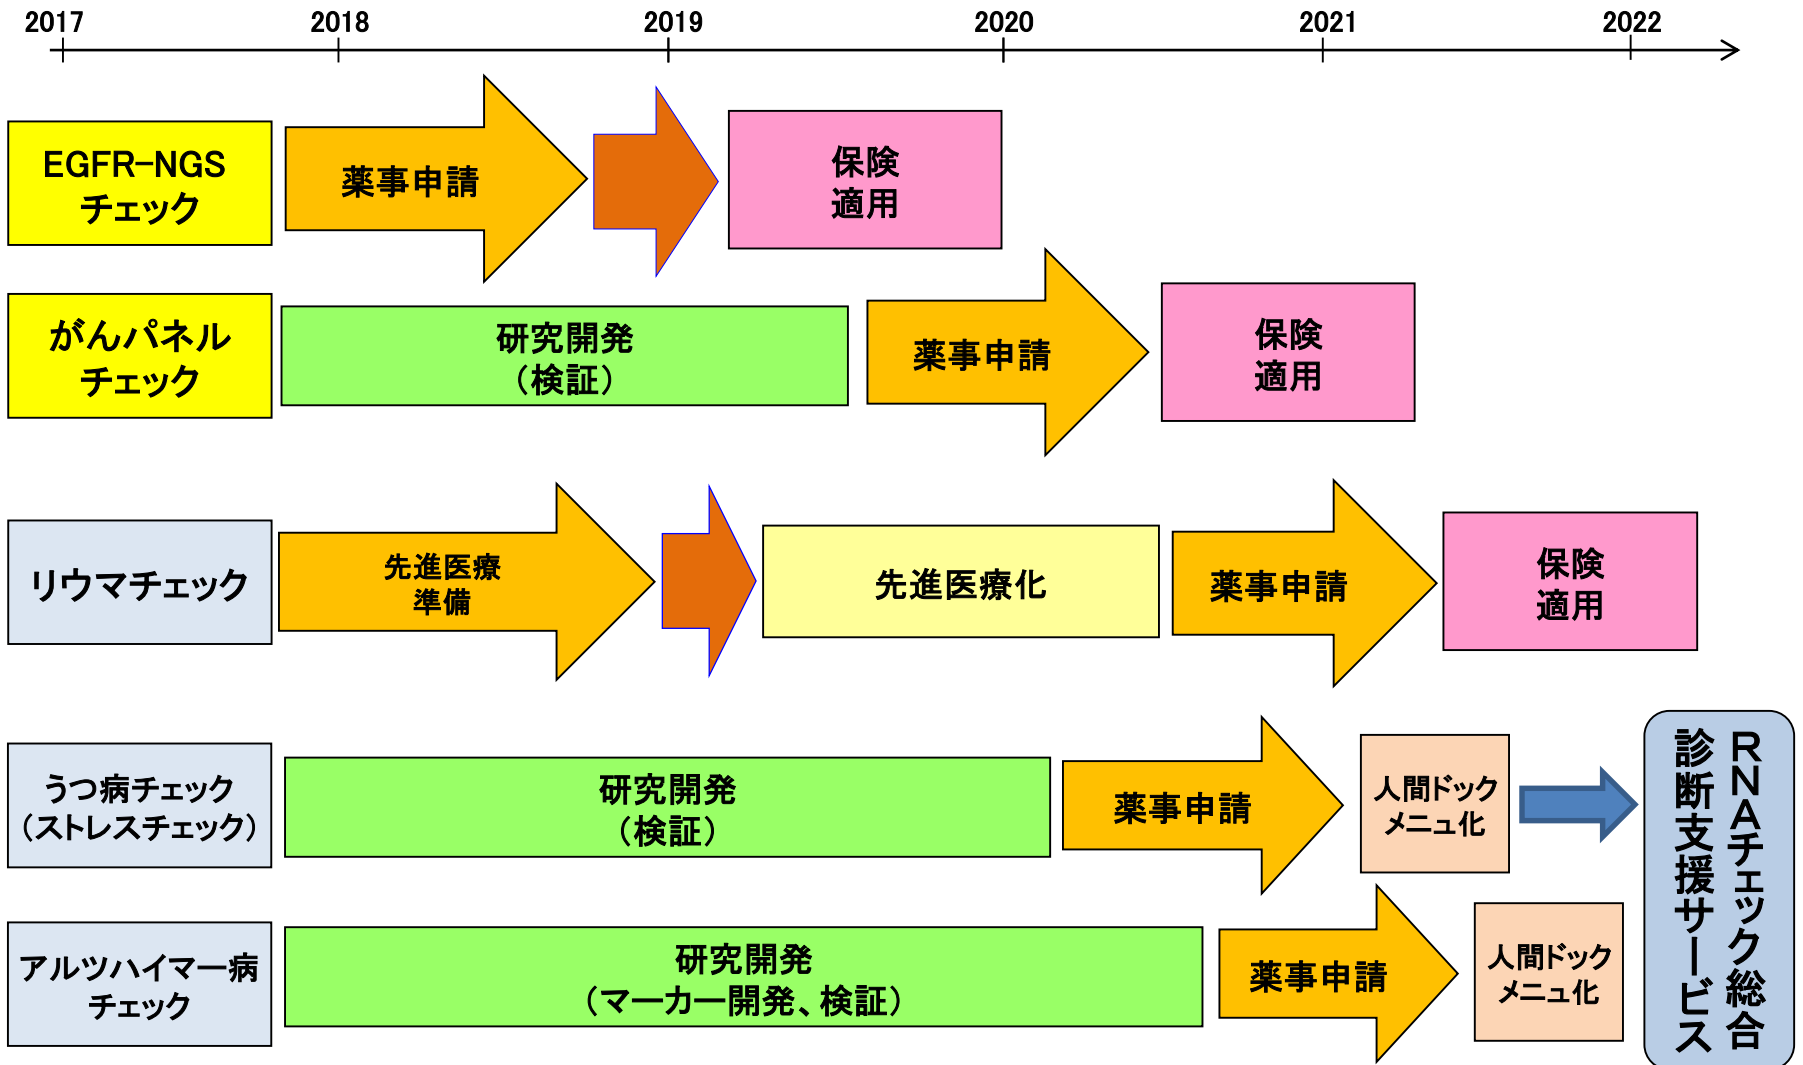 2017 2018 2019 2020 2021 2022
EGFR-NGS
チェック
薬事申請
保険
適用
がんパネル
チェック
研究開発
（検証）
薬事申請
保険
適用
リウマチェック
先進医療
準備
先進医療化
薬事申請
保険
適用
うつ病チェック
（ストレスチェック）
研究開発
（検証）
薬事申請
人間ドック
メニュ化
アルツハイマー病
チェック
研究開発
（マーカー開発、検証）
薬事申請
人間ドック
メニュ化
ＲＮＡチェック総合
診断支援サービス